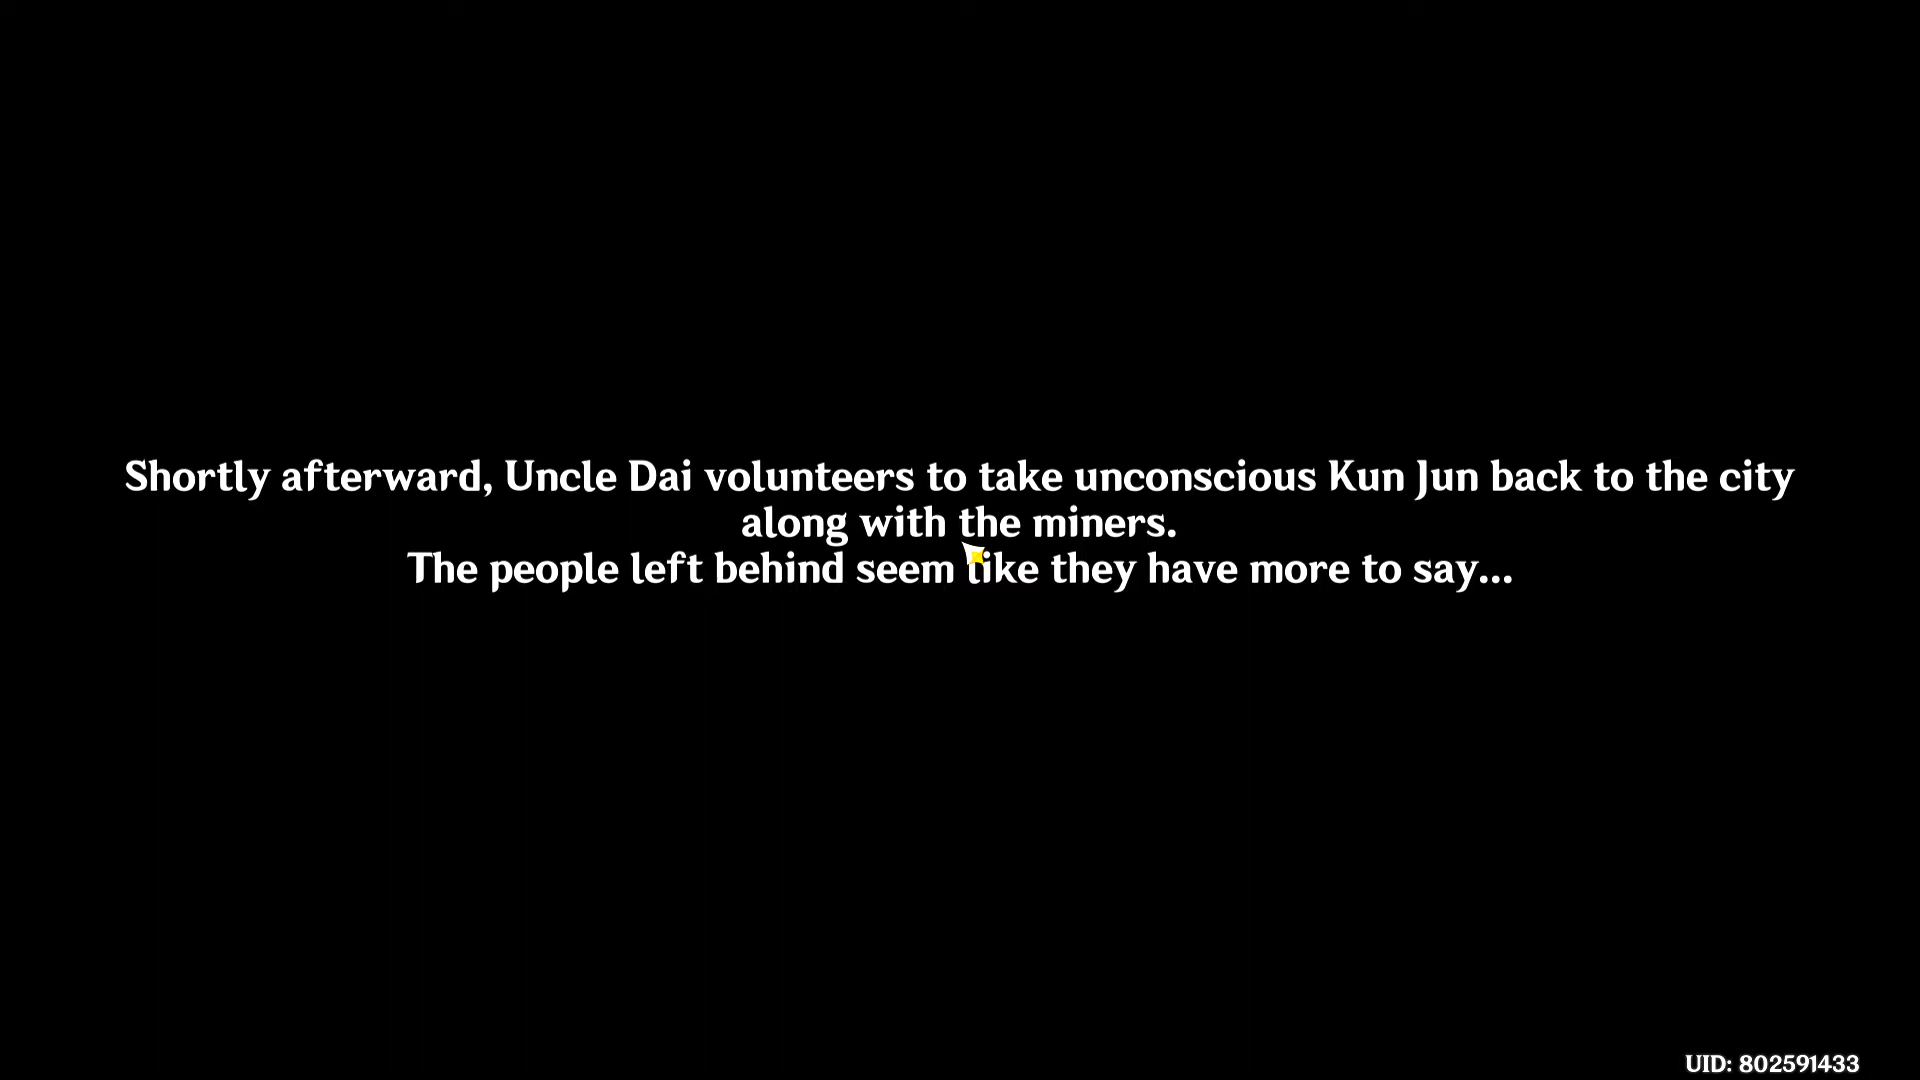 Shortly afterward, Uncle Dai volunteers to take unconscious Kun Jun back to the city
along with the miners.
The people left behind seem like they have more to say...
UID: 802591433